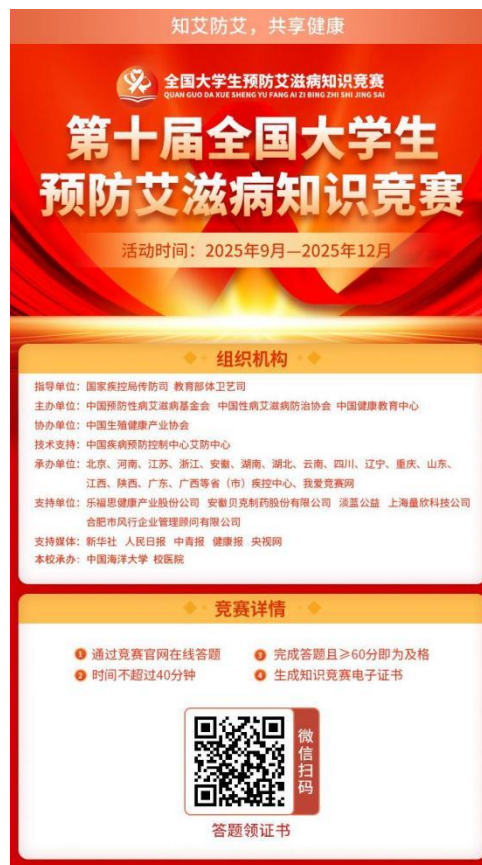 知艾防艾，共享健康
全国大学生预防艾滋病知识竞赛
QUAN GUO DA XUE SHENG YU FANG AI ZI BING ZHI SHI JING SAI
第十届全国大学生
预防艾滋病知识竞赛
活动时间：2025年9月—2025年12月
组织机构
指导单位：国家疾控局传防司 教育部体卫艺司
主办单位：中国预防性病艾滋病基金会 中国性病艾滋病防治协会 中国健康教育中心
协办单位：中国生殖健康产业协会
技术支持：中国疾病预防控制中心艾防中心
承办单位：北京、河南、江苏、浙江、安徽、湖南、湖北、云南、四川、辽宁、重庆、山东、
江西、陕西、广东、广西等省（市）疾控中心、我爱竞赛网
支持单位：乐福思健康产业股份公司 安徽贝克制药股份有限公司 淡蓝公益 上海量欣科技公司
合肥市风行企业管理顾问有限公司
支持媒体：新华社 人民日报 中青报 健康报 央视网
本校承办：中国海洋大学 校医院
竞赛详情
1 通过竞赛官网在线答题
3 完成答题且≥60分即为及格
2 时间不超过40分钟
4 生成知识竞赛电子证书
微信扫码
答题领证书